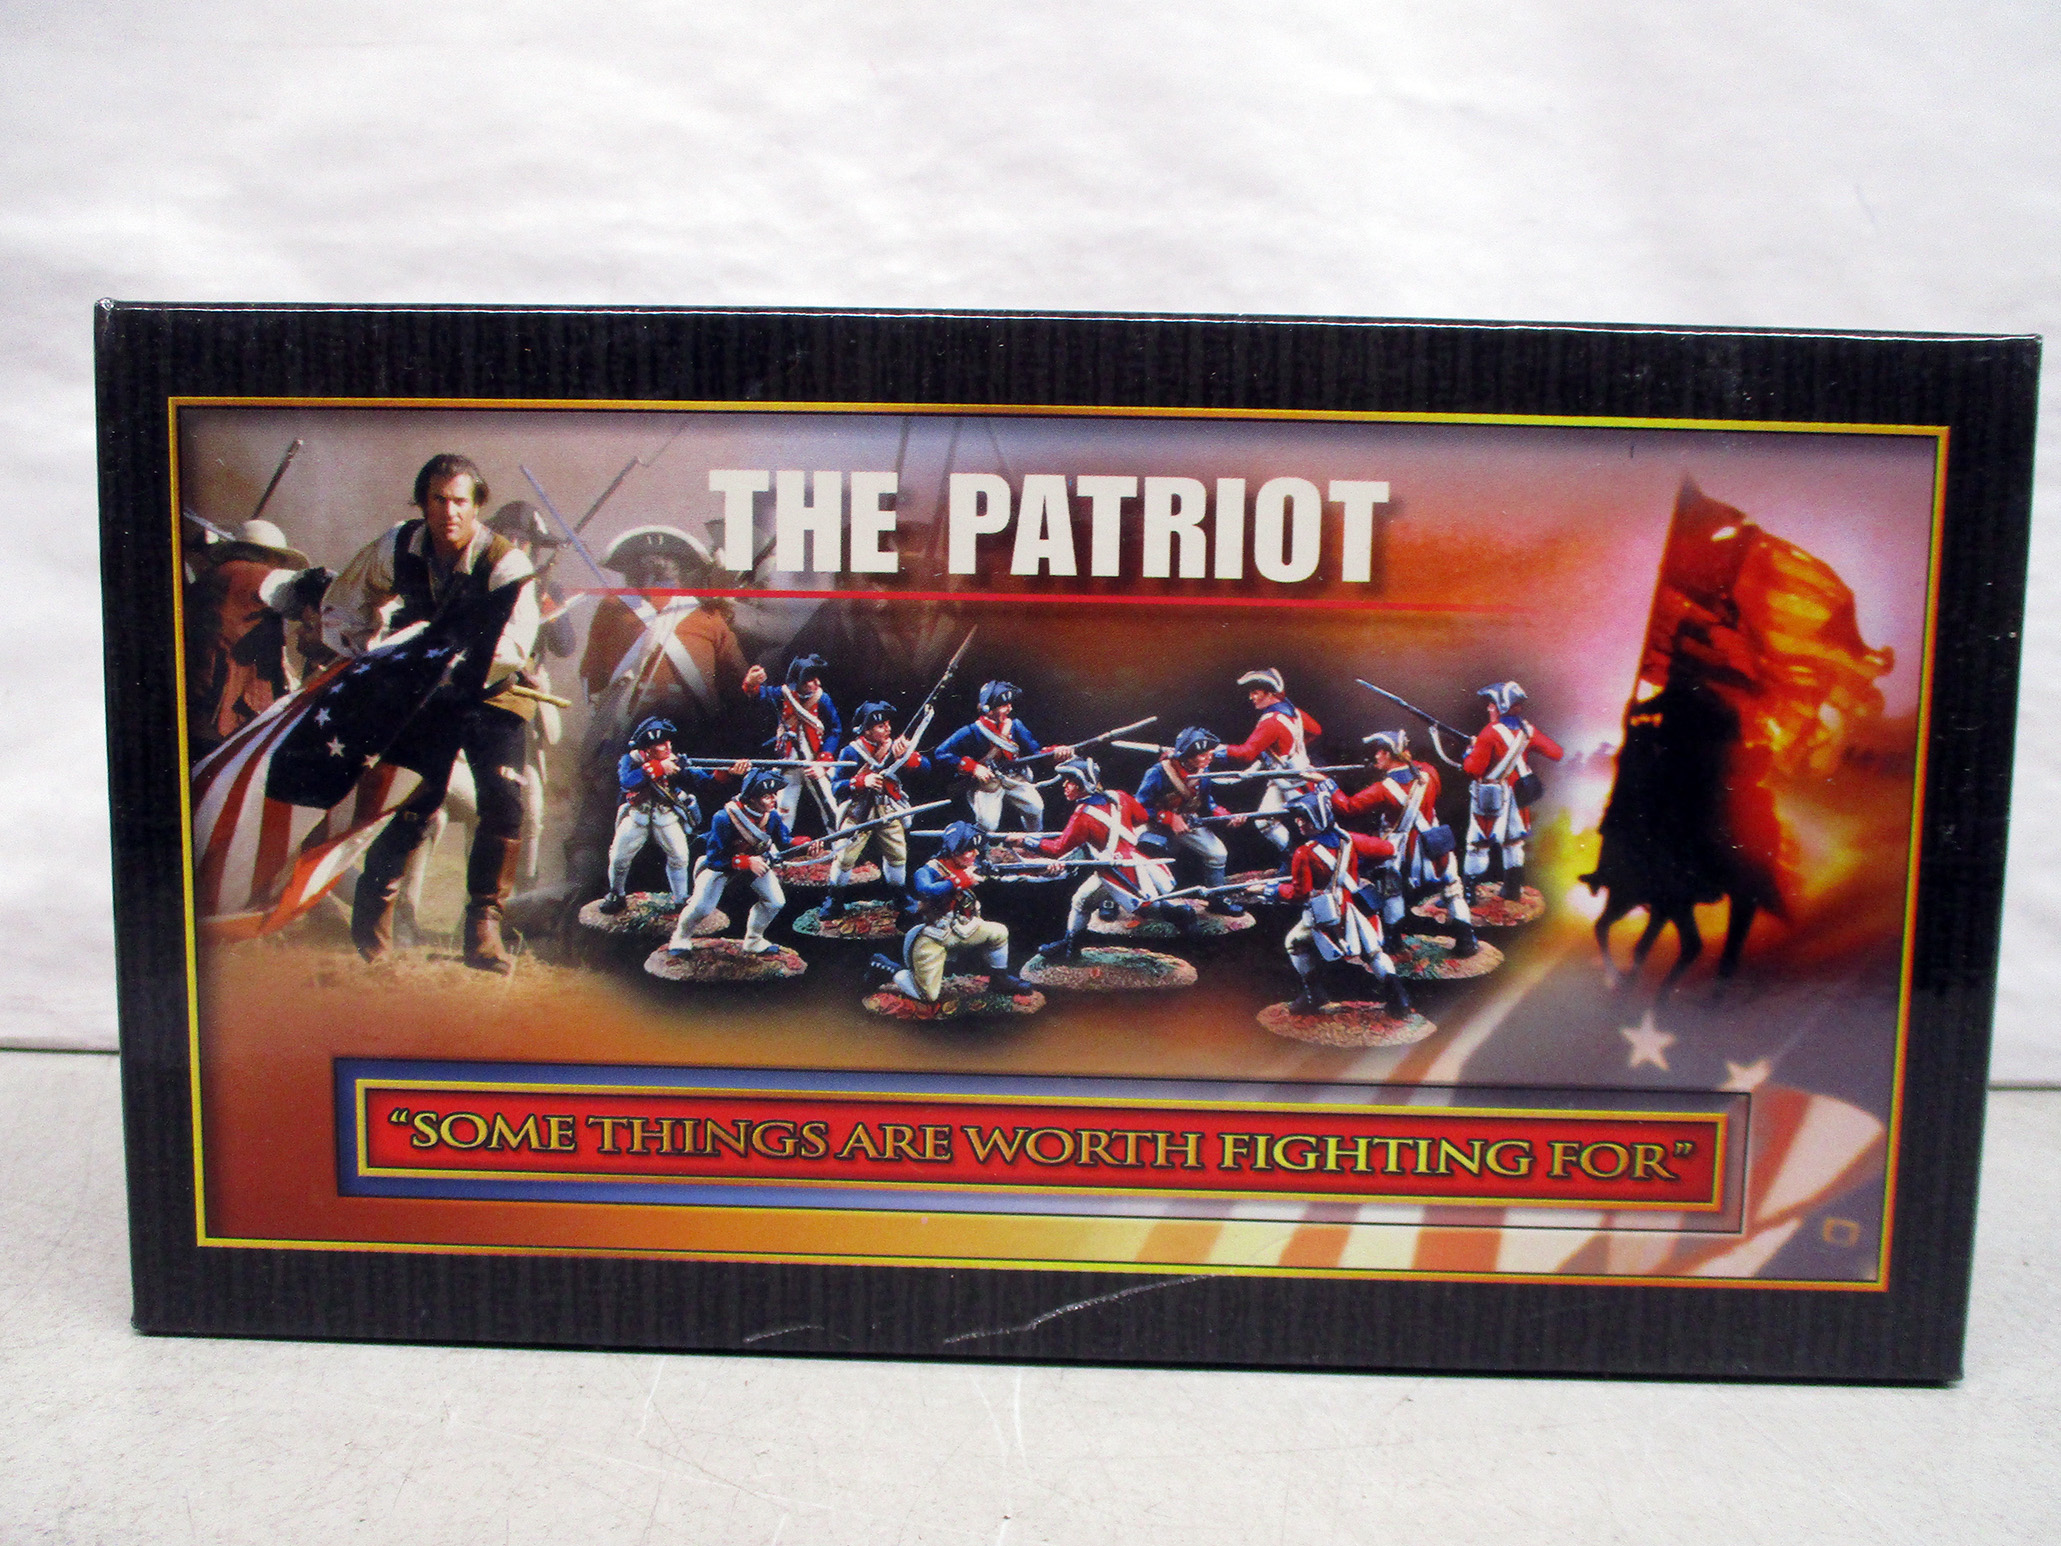 THE PATRIOT
“SOME THINGS ARE WORTH FIGHTING FOR”